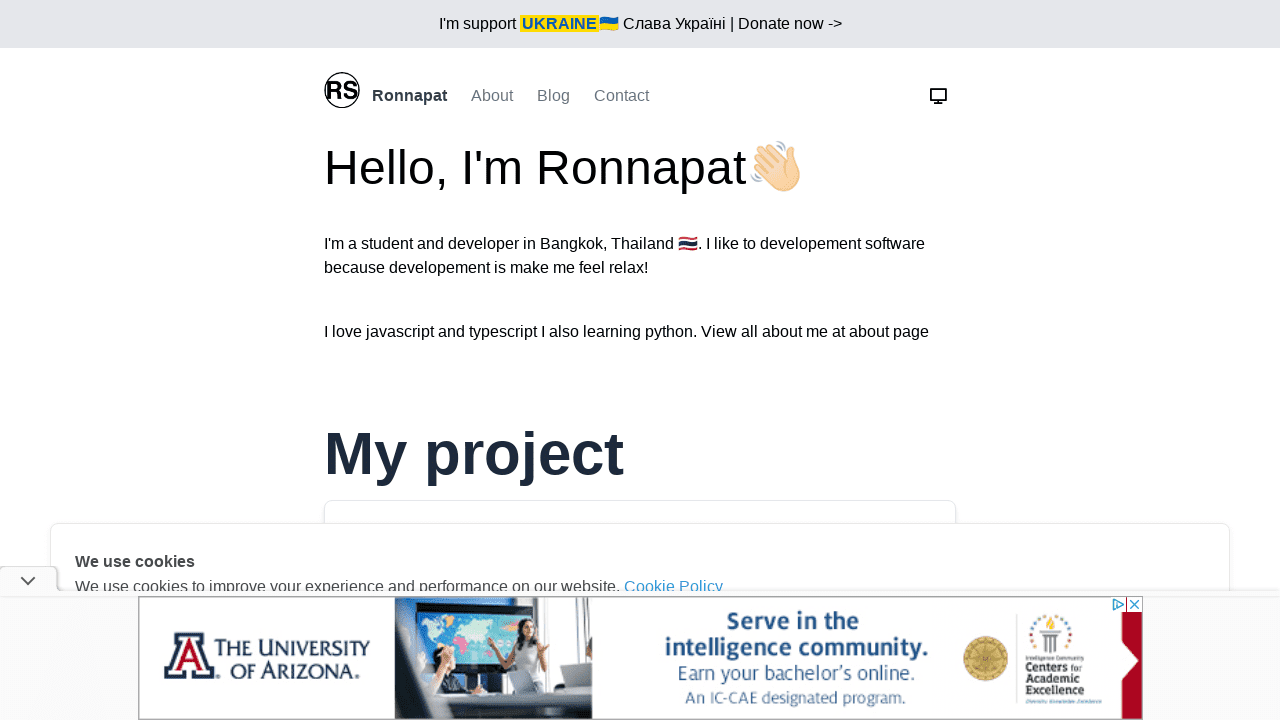 I'm support UKRAINE🇺🇦 Слава Україні | Donate now ->
RS Ronnapat About Blog Contact
Hello, I'm Ronnapat👋🏻
I'm a student and developer in Bangkok, Thailand 🇹🇭. I like to developement software
because developement is make me feel relax!
I love javascript and typescript I also learning python. View all about me at about page
My project
We use cookies
We use cookies to improve your experience and performance on our website. Cookie Policy
A THE UNIVERSITY
OF ARIZONA.
Serve in the
intelligence community.
Earn your bachelor's online.
An IC-CAE designated program.
Intelligence Community
Centers for
Academic
Excellence